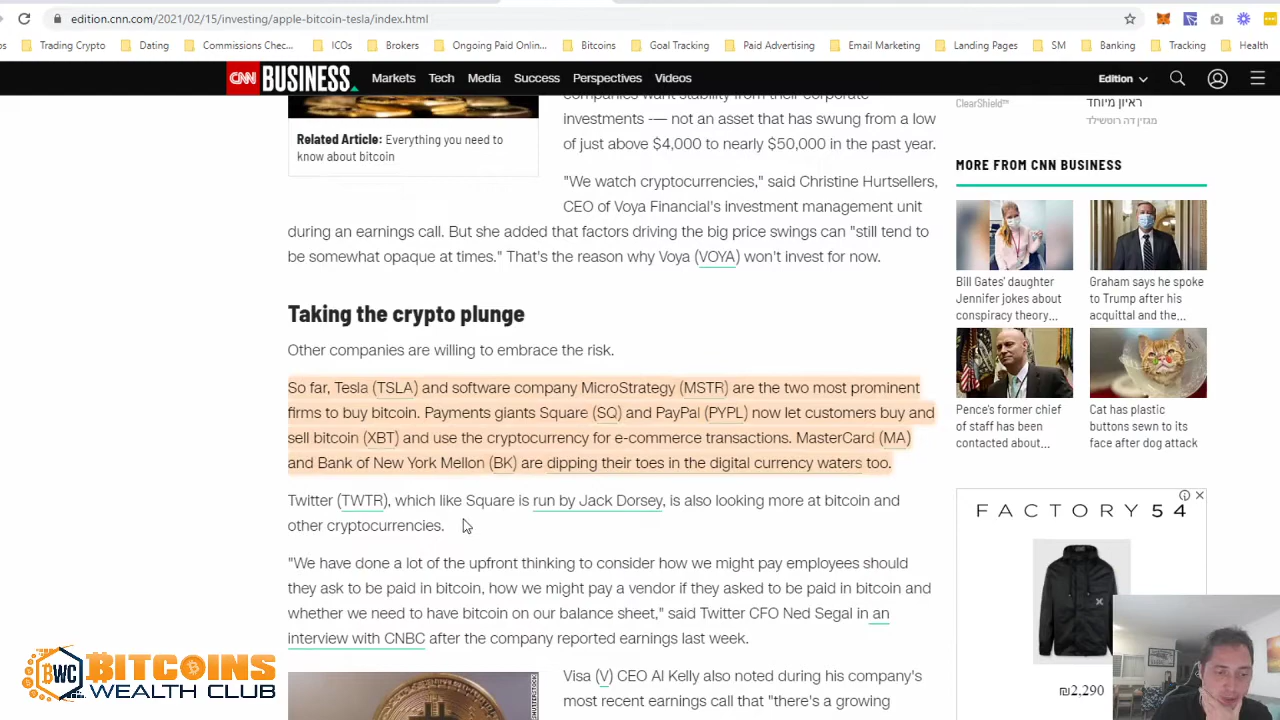 edition.cnn.com/2021/02/15/investing/apple-bitcoin-tesla/index.html
Trading Crypto
Dating
Commissions Chec...
ICOs
Brokers
Ongoing Paid Onlin...
Bitcoins
Goal Tracking
Paid Advertising
Email Marketing
Landing Pages
SM
Banking
Tracking
Health
CNN BUSINESS
Markets Tech Media Success Perspectives Videos
Edition
companies want stability from their corporate
investments -— not an asset that has swung from a low
of just above $4,000 to nearly $50,000 in the past year.
Related Article: Everything you need to
know about bitcoin
"We watch cryptocurrencies," said Christine Hurtsellers,
CEO of Voya Financial's investment management unit
during an earnings call. But she added that factors driving the big price swings can "still tend to
be somewhat opaque at times." That's the reason why Voya (VOYA) won't invest for now.
Taking the crypto plunge
Other companies are willing to embrace the risk.
So far, Tesla (TSLA) and software company MicroStrategy (MSTR) are the two most prominent
firms to buy bitcoin. Payments giants Square (SQ) and PayPal (PYPL) now let customers buy and
sell bitcoin (XBT) and use the cryptocurrency for e-commerce transactions. MasterCard (MA)
and Bank of New York Mellon (BK) are dipping their toes in the digital currency waters too.
Twitter (TWTR), which like Square is run by Jack Dorsey, is also looking more at bitcoin and
other cryptocurrencies.
"We have done a lot of the upfront thinking to consider how we might pay employees should
they ask to be paid in bitcoin, how we might pay a vendor if they asked to be paid in bitcoin and
whether we need to have bitcoin on our balance sheet," said Twitter CFO Ned Segal in an
interview with CNBC after the company reported earnings last week.
SHUTTERSTOCK
Visa (V) CEO Al Kelly also noted during his company's
most recent earnings call that "there's a growing
ClearShield™
ראיון מיוחד
מגזין דה רוטשילד
MORE FROM CNN BUSINESS
Bill Gates' daughter
Jennifer jokes about
conspiracy theory...
Graham says he spoke
to Trump after his
acquittal and the...
Pence's former chief
of staff has been
contacted about...
Cat has plastic
buttons sewn to its
face after dog attack
FACTORY 54
₪2,290
BWC
BITCOINS
WEALTH CLUB